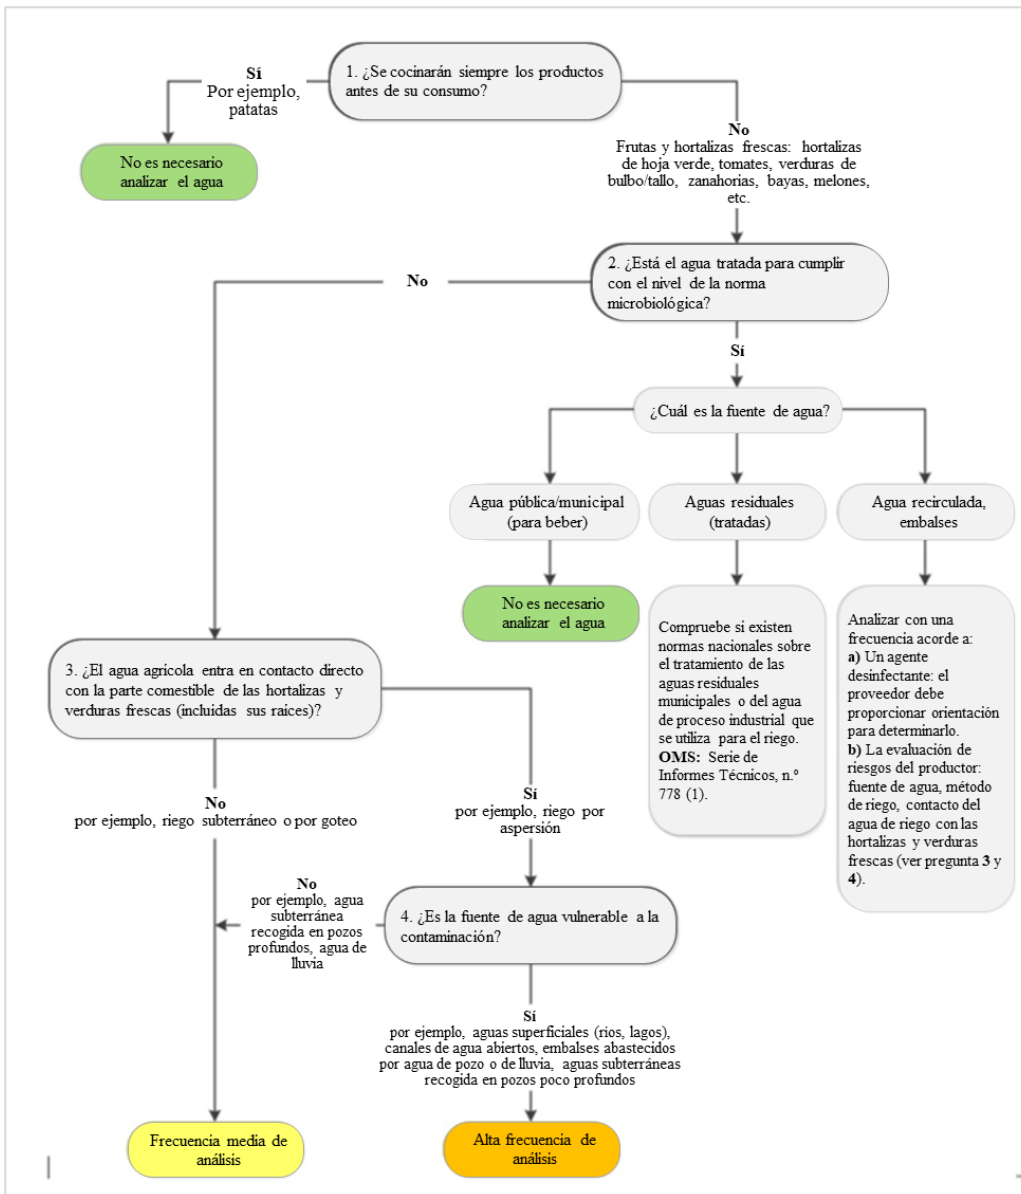 1. ¿Se cocinarán siempre los productos
antes de su consumo?
Sí
Por ejemplo,
patatas
No es necesario
analizar el agua
No
Frutas y hortalizas frescas: hortalizas
de hoja verde, tomates, verduras de
bulbo/tallo, zanahorias, bayas, melones,
etc.
2. ¿Está el agua tratada para cumplir
con el nivel de la norma
microbiológica?
No
Sí
¿Cuál es la fuente de agua?
Agua pública/municipal
(para beber)
Aguas residuales
(tratadas)
Agua recirculada,
embalses
No es necesario
analizar el agua
Compruebe si existen
normas nacionales sobre
el tratamiento de las
aguas residuales
municipales o del agua
de proceso industrial que
se utiliza para el riego.
OMS: Serie de
Informes Técnicos, n.º
778 (1).
Analizar con una
frecuencia acorde a:
a) Un agente
desinfectante: el
proveedor debe
proporcionar orientación
para determinarlo.
b) La evaluación de
riesgos del productor:
fuente de agua, método
de riego, contacto del
agua de riego con las
hortalizas y verduras
frescas (ver pregunta 3 y
4).
3. ¿El agua agrícola entra en contacto directo
con la parte comestible de las hortalizas y
verduras frescas (incluidas sus raíces)?
No
por ejemplo, riego subterráneo o por goteo
Sí
por ejemplo, riego por
aspersión
No
por ejemplo, agua
subterránea
recogida en pozos
profundos, agua de
lluvia
4. ¿Es la fuente de agua vulnerable a la
contaminación?
Sí
por ejemplo, aguas superficiales (rios, lagos),
canales de agua abiertos, embalses abastecidos
por agua de pozo o de lluvia, aguas subterráneas
recogida en pozos poco profundos
Frecuencia media de
análisis
Alta frecuencia de
análisis